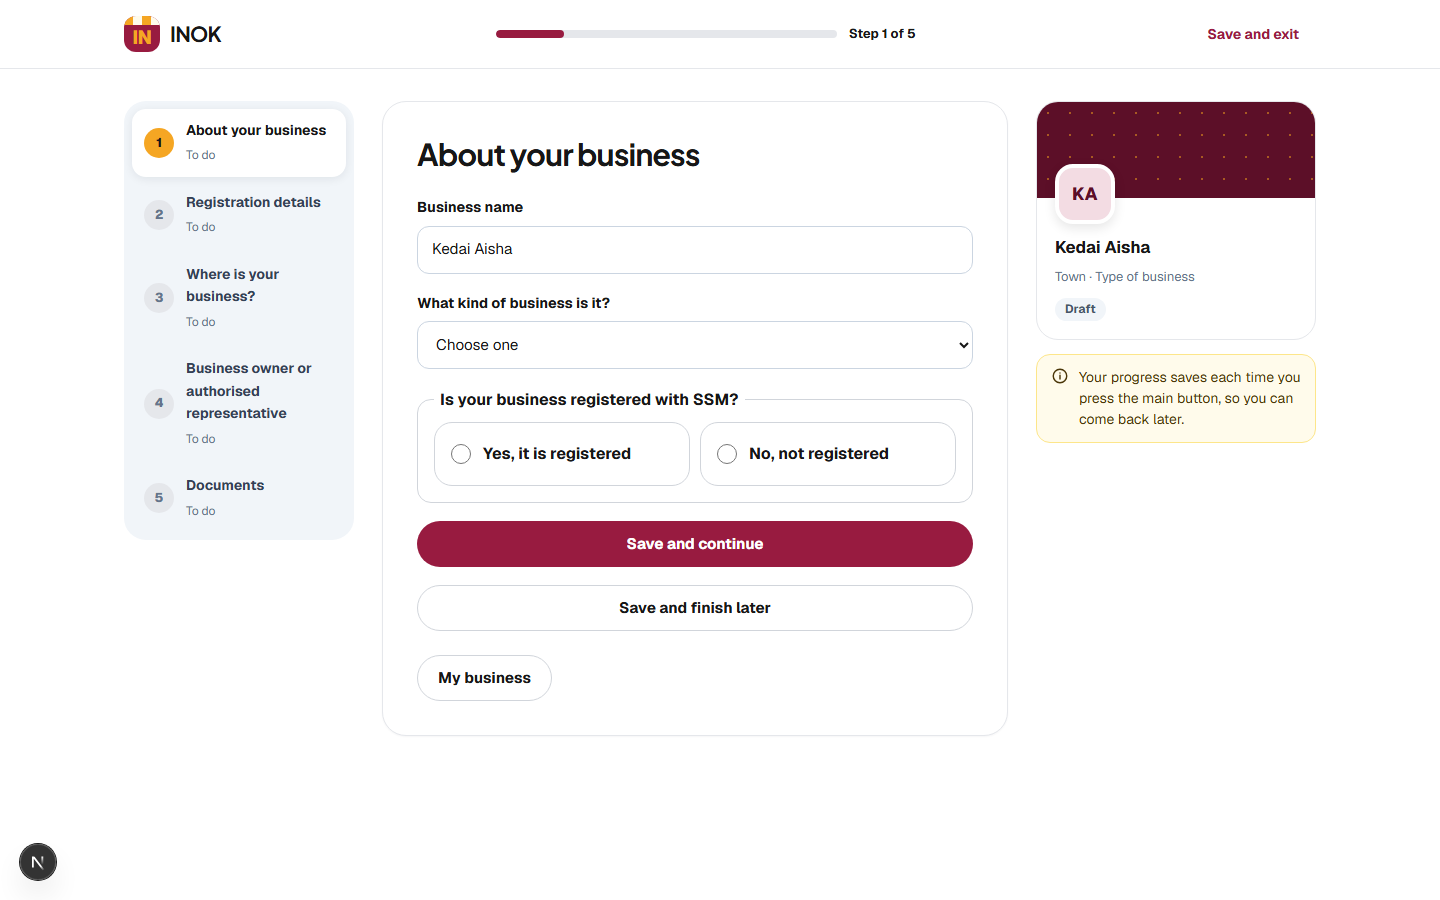 IN INOK
Step 1 of 5
Save and exit
1
About your business
To do
2
Registration details
To do
3
Where is your
business?
To do
4
Business owner or
authorised
representative
To do
5
Documents
To do
About your business
Business name
Kedai Aisha
What kind of business is it?
Choose one
Is your business registered with SSM?
Yes, it is registered
No, not registered
Save and continue
Save and finish later
My business
KA
Kedai Aisha
Town · Type of business
Draft
Your progress saves each time you
press the main button, so you can
come back later.
N